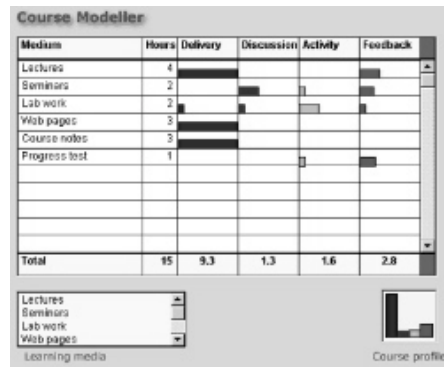 Course Modeller
Medium Hours Delivery Discussion Activity Feedback
Lectures 4
Seminars 2
Lab work 2
Web pages 3
Course notes 3
Progress test 1
Total 15 9.3 1.3 1.6 2.8
Lectures
Seminars
Lab work
Web pages
Learning media
Course profile